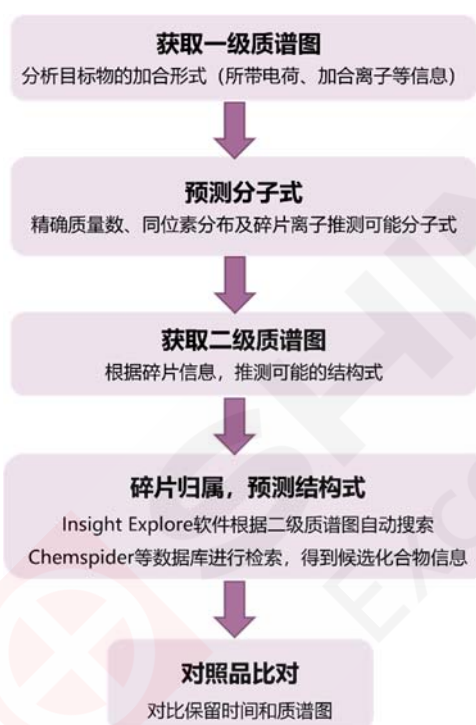 获取一级质谱图
分析目标物的加合形式（所带电荷、加合离子等信息）
预测分子式
精确质量数、同位素分布及碎片离子推测可能分子式
获取二级质谱图
根据碎片信息，推测可能的结构式
碎片归属，预测结构式
Insight Explore软件根据二级质谱图自动搜索
Chemspider等数据库进行检索，得到候选化合物信息
对照品比对
对比保留时间和质谱图